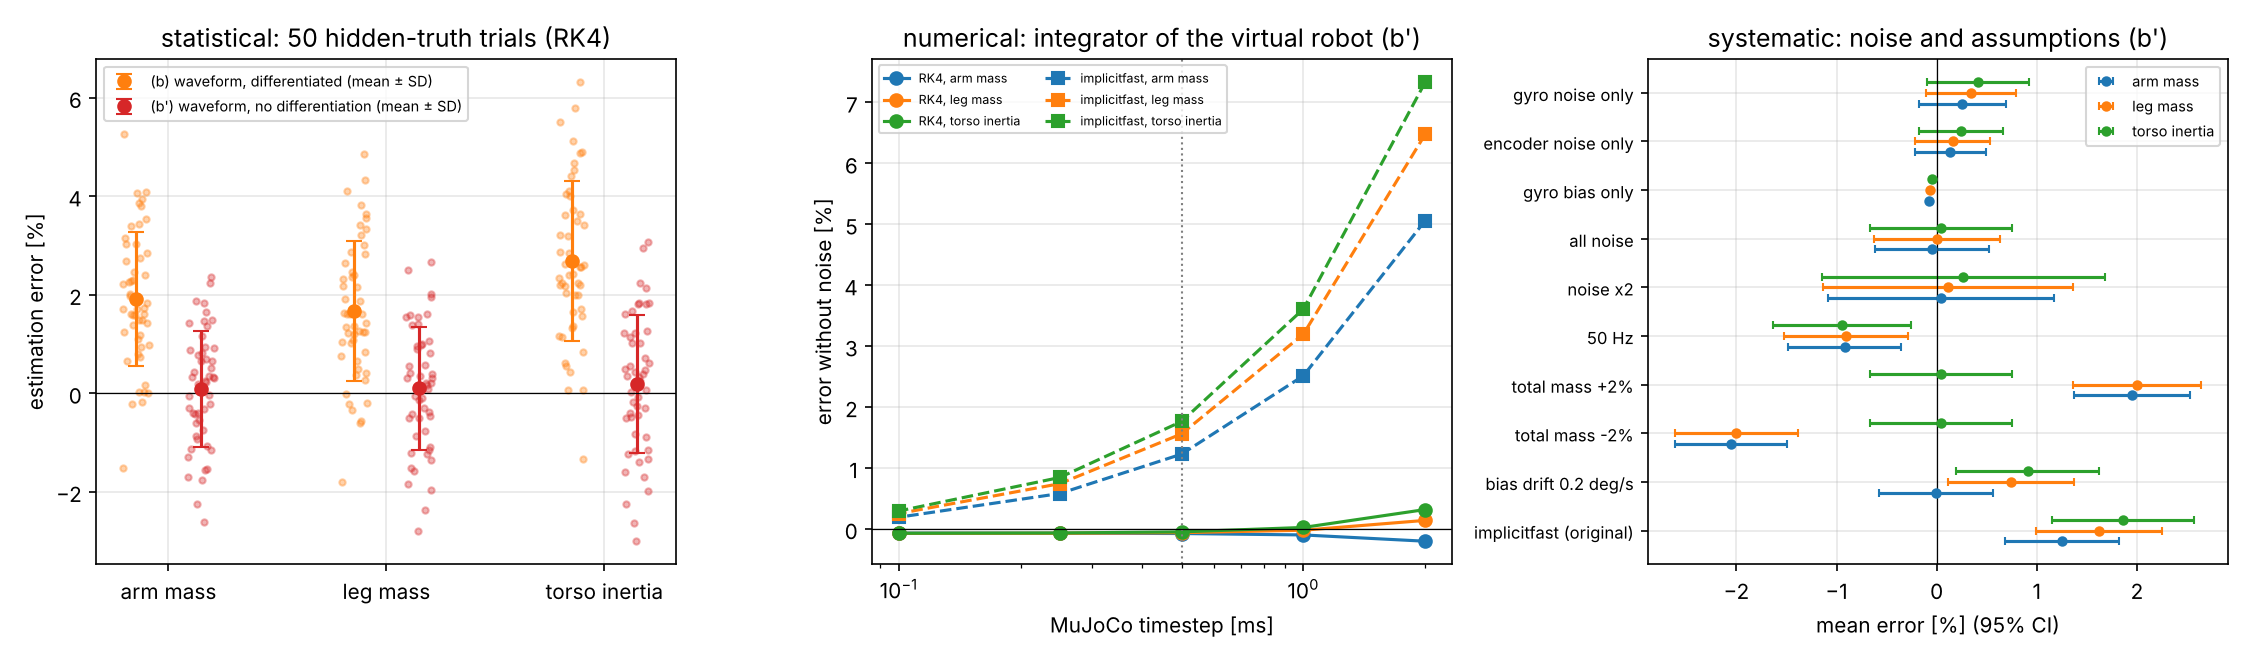 statistical: 50 hidden-truth trials (RK4)
(b) waveform, differentiated (mean ± SD)
(b') waveform, no differentiation (mean ± SD)
estimation error [%]
6
4
2
0
−2
arm mass
leg mass
torso inertia
numerical: integrator of the virtual robot (b')
RK4, arm mass
RK4, leg mass
RK4, torso inertia
implicitfast, arm mass
implicitfast, leg mass
implicitfast, torso inertia
error without noise [%]
7
6
5
4
3
2
1
0
10⁻¹
10⁰
MuJoCo timestep [ms]
systematic: noise and assumptions (b')
arm mass
leg mass
torso inertia
gyro noise only
encoder noise only
gyro bias only
all noise
noise x2
50 Hz
total mass +2%
total mass -2%
bias drift 0.2 deg/s
implicitfast (original)
−2
−1
0
1
2
mean error [%] (95% CI)